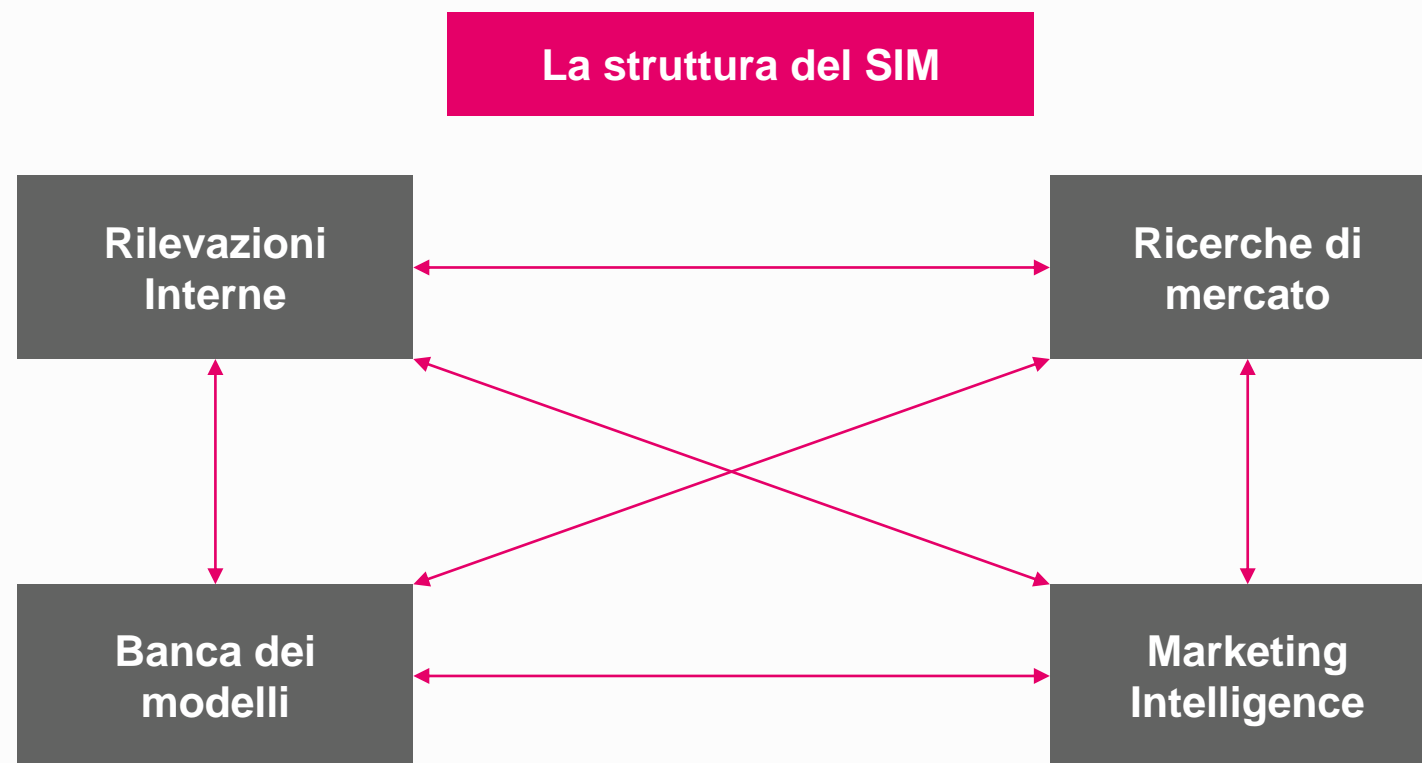 La struttura del SIM
Rilevazioni
Interne
Ricerche di
mercato
Banca dei
modelli
Marketing
Intelligence